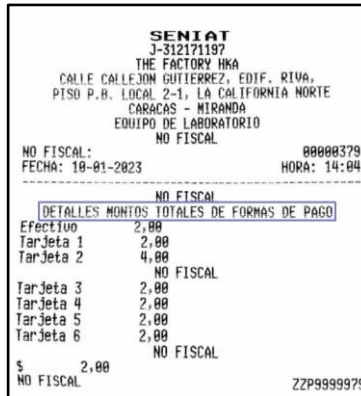 SENIAT
J-312171197
THE FACTORY HKA
CALLE CALLEJON GUTIERREZ, EDIF. RIVA,
PISO P.B. LOCAL 2-1, LA CALIFORNIA NORTE
CARACAS - MIRANDA
EQUIPO DE LABORATORIO
NO FISCAL
NO FISCAL: 00000379
FECHA: 10-01-2023 HORA: 14:04
NO FISCAL
DETALLES MONTOS TOTALES DE FORMAS DE PAGO
Efectivo 2,00
Tarjeta 1 2,00
Tarjeta 2 4,00
NO FISCAL
Tarjeta 3 2,00
Tarjeta 4 2,00
Tarjeta 5 2,00
Tarjeta 6 2,00
NO FISCAL
$ 2,00
NO FISCAL ZZP9999979